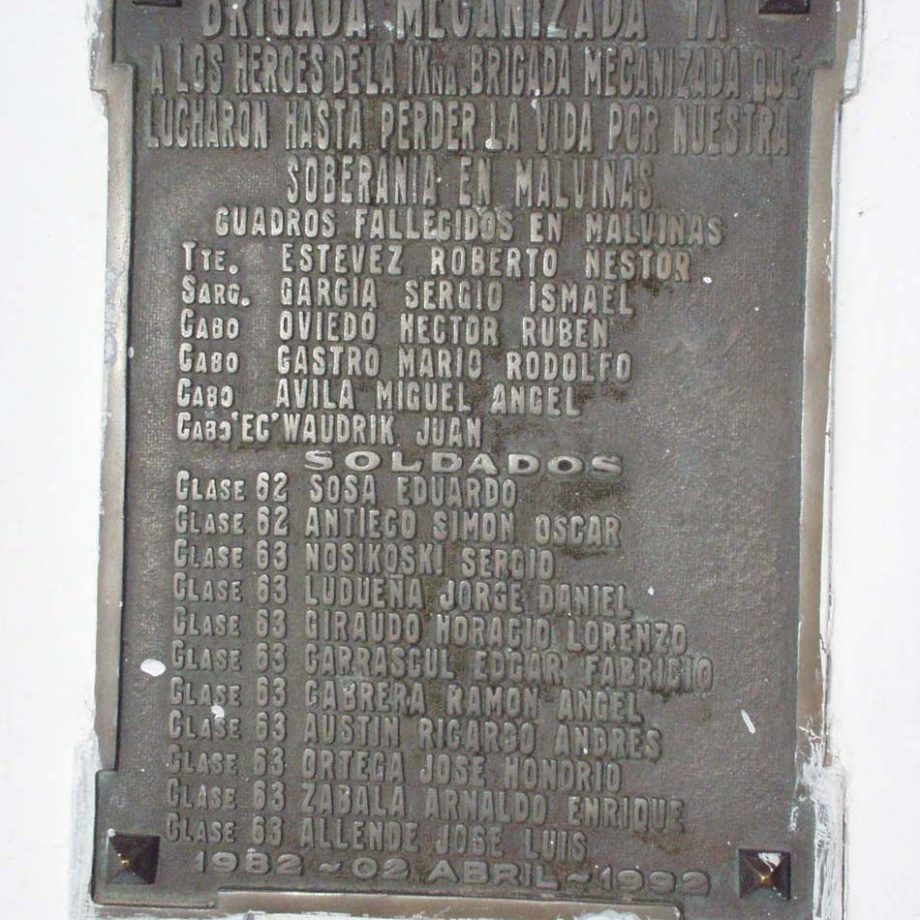 BRIGADA MECANIZADA IX
A LOS HEROES DE LA IXNA. BRIGADA MECANIZADA QUE
LUCHARON HASTA PERDER LA VIDA POR NUESTRA
SOBERANIA EN MALVINAS
CUADROS FALLECIDOS EN MALVINAS
TTE. ESTEVEZ ROBERTO NESTOR
SARG. GARCIA SERGIO ISMAEL
CABO OVIEDO HECTOR RUBEN
CABO CASTRO MARIO RODOLFO
CABO AVILA MIGUEL ANGEL
CABO 'EC' WAUDRIK JUAN
SOLDADOS
CLASE 62 SOSA EDUARDO
CLASE 62 ANTIECO SIMON OSCAR
CLASE 63 NOSIKOSKI SERGIO
CLASE 63 LUDUEÑA JORGE DANIEL
CLASE 63 GIRAUDO HORACIO LORENZO
CLASE 63 CARRASCUL EDGAR FABRICIO
CLASE 63 CABRERA RAMON ANGEL
CLASE 63 AUSTIN RICARDO ANDRES
CLASE 63 ORTEGA JOSE HONORIO
CLASE 63 ZABALA ARNALDO ENRIQUE
CLASE 63 ALLENDE JOSE LUIS
1982 ~ 02 ABRIL ~ 1992